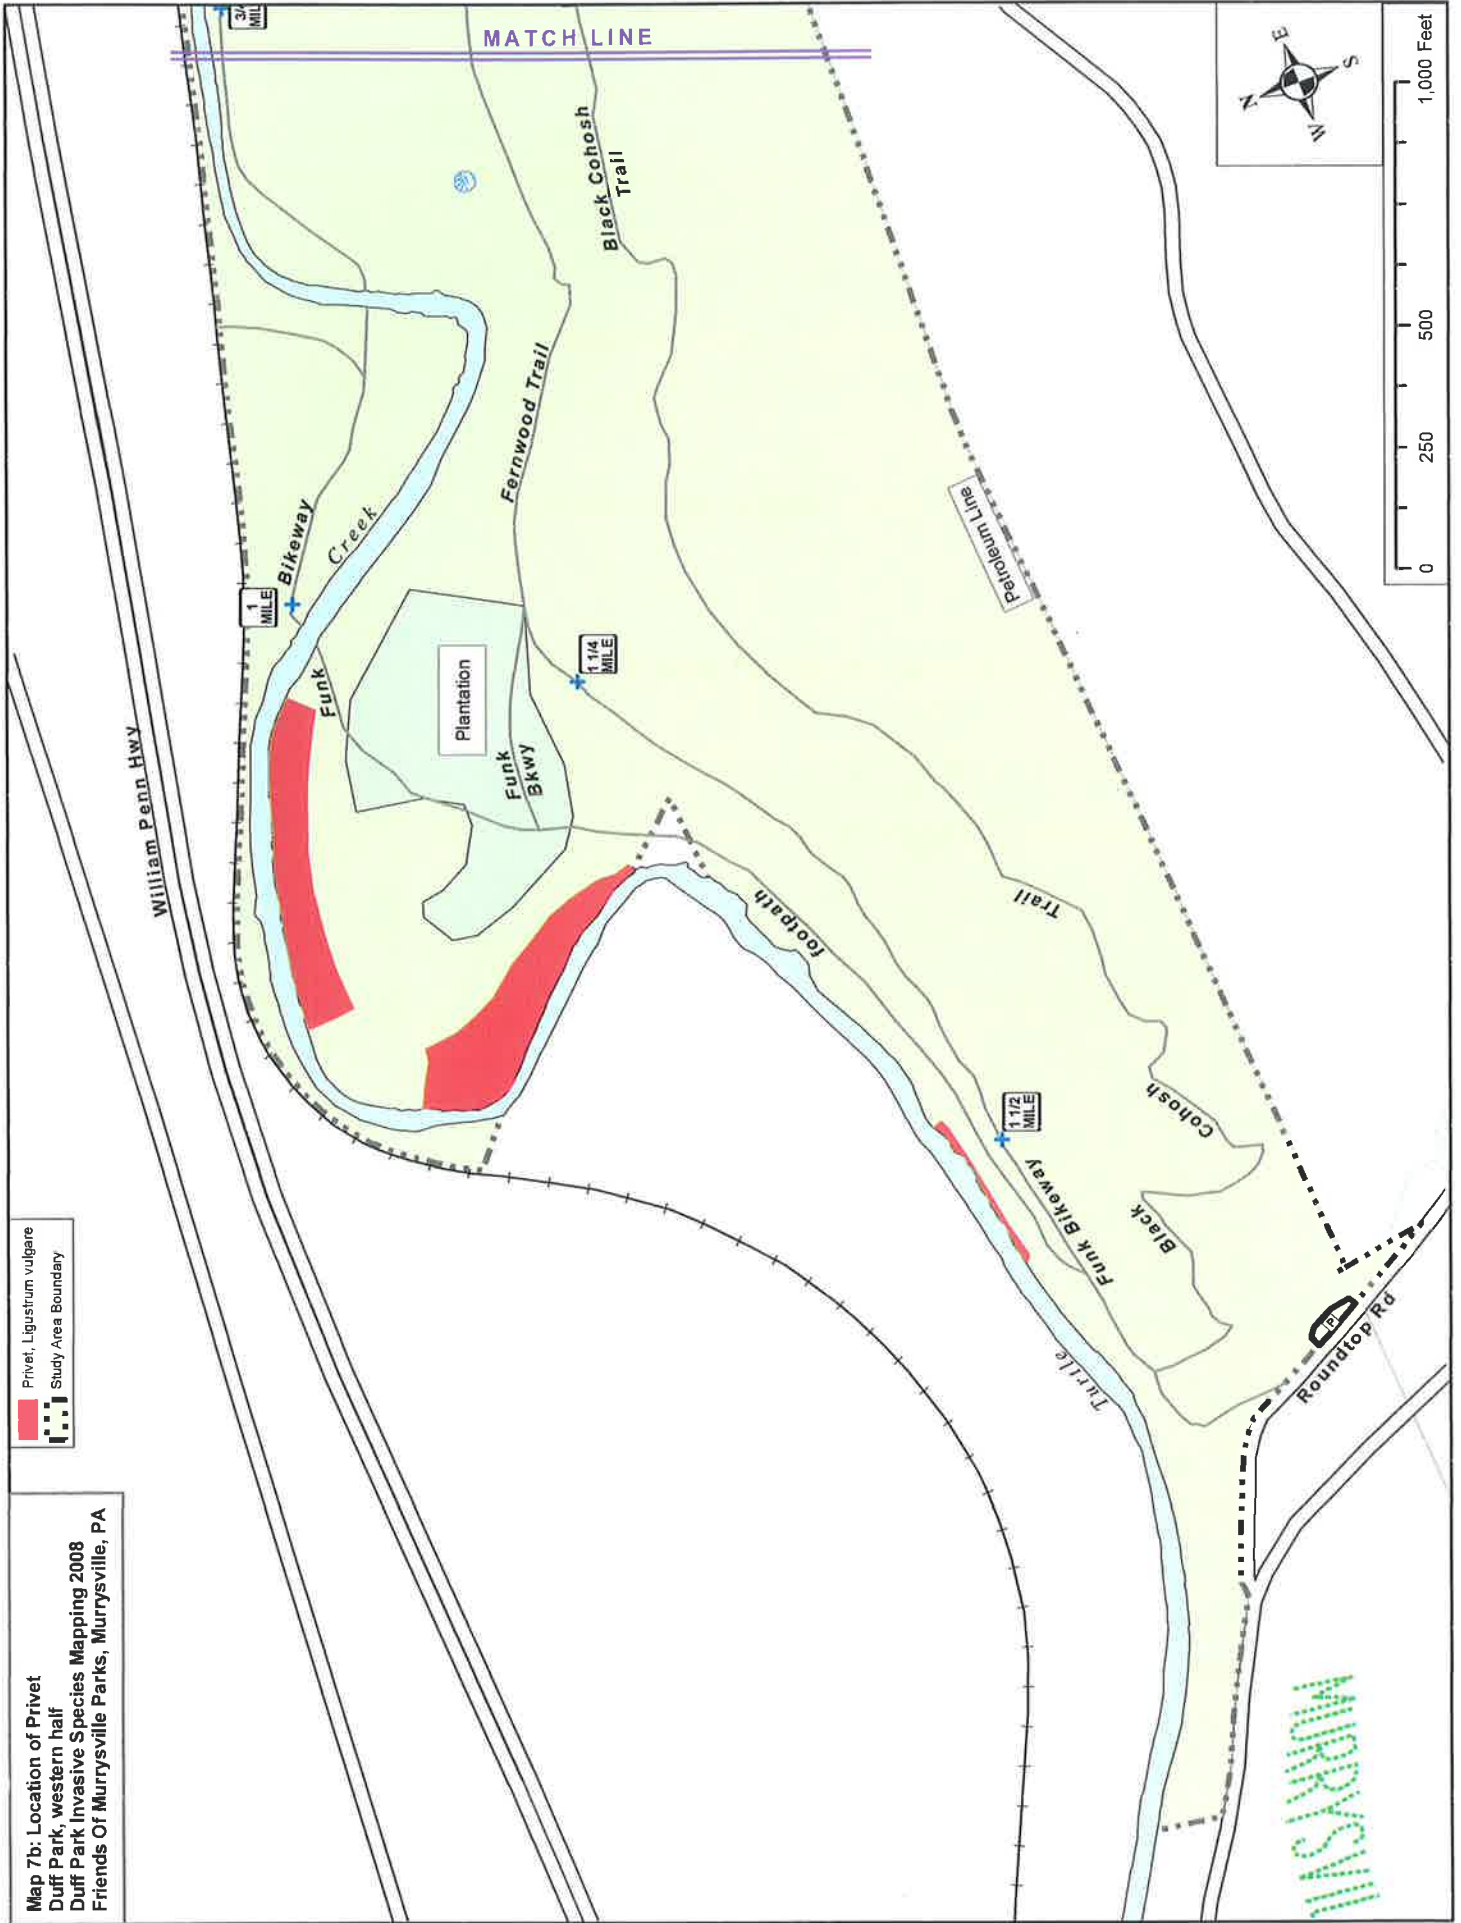 Map 7b: Location of Privet
Duff Park, western half
Duff Park Invasive Species Mapping 2008
Friends Of Murrysville Parks, Murrysville, PA
Privet, Ligustrum vulgare
Study Area Boundary
William Penn Hwy
MATCH LINE
1
MILE
Bikeway
Creek
Funk
Plantation
Funk
Bkwy
Fernwood Trail
Black Cohosh
Trail
1 1/4
MILE
Petroleum Line
footpath
Trail
Cohosh
Black
1 1/2
MILE
Funk Bikeway
Turtle
P
Roundtop Rd
N
E
S
W
0
250
500
1,000 Feet